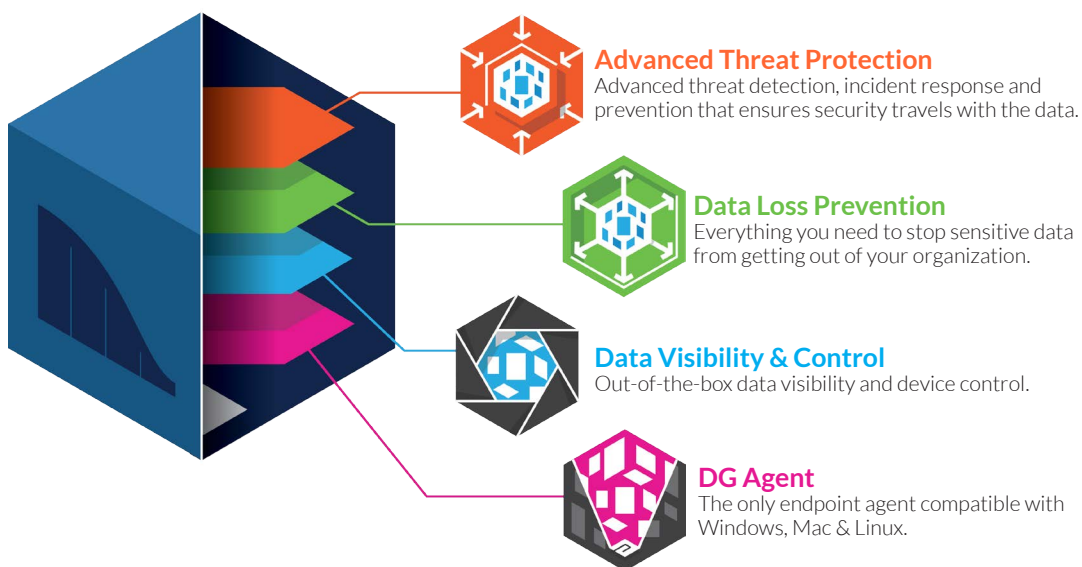 Advanced Threat Protection
Advanced threat detection, incident response and
prevention that ensures security travels with the data.
Data Loss Prevention
Everything you need to stop sensitive data
from getting out of your organization.
Data Visibility & Control
Out-of-the-box data visibility and device control.
DG Agent
The only endpoint agent compatible with
Windows, Mac & Linux.